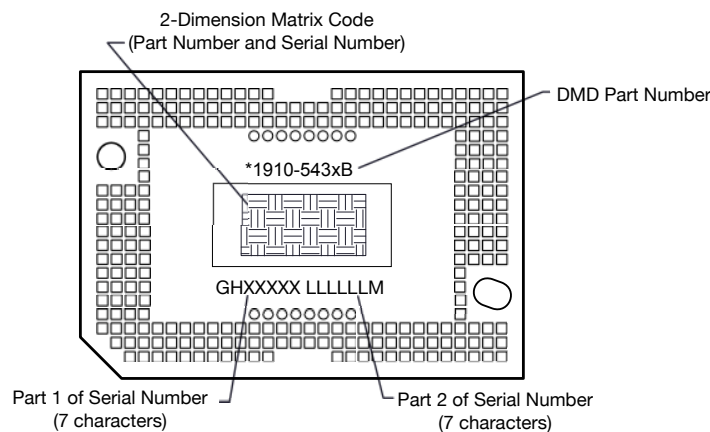 2-Dimension Matrix Code
(Part Number and Serial Number)
DMD Part Number
*1910-543xB
GHXXXXX LLLLLLM
Part 1 of Serial Number
(7 characters)
Part 2 of Serial Number
(7 characters)